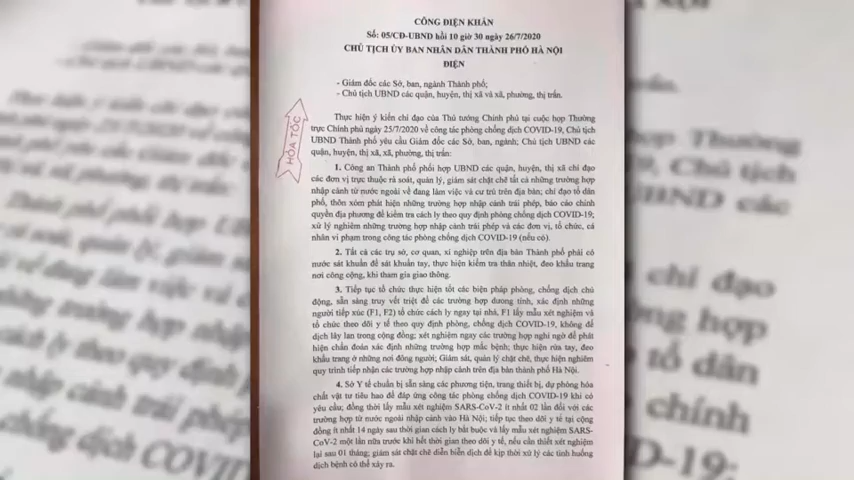 CÔNG ĐIỆN KHẨN
Số: 05/CĐ-UBND hồi 10 giờ 30 ngày 26/7/2020
CHỦ TỊCH ỦY BAN NHÂN DÂN THÀNH PHỐ HÀ NỘI
ĐIỆN
- Giám đốc các Sở, ban, ngành Thành phố;
- Chủ tịch UBND các quận, huyện, thị xã và xã, phường, thị trấn.
HỎA TỐC
Thực hiện ý kiến chỉ đạo của Thủ tướng Chính phủ tại cuộc họp Thường
trực Chính phủ ngày 25/7/2020 về công tác phòng chống dịch COVID-19, Chủ tịch
UBND Thành phố yêu cầu Giám đốc các Sở, ban, ngành; Chủ tịch UBND các
quận, huyện, thị xã, xã, phường, thị trấn:
1. Công an Thành phố phối hợp UBND các quận, huyện, thị xã chỉ đạo
các đơn vị trực thuộc rà soát, quản lý, giám sát chặt chẽ tất cả những trường hợp
nhập cảnh từ nước ngoài về đang làm việc và cư trú trên địa bàn; chỉ đạo tổ dân
phố, thôn xóm phát hiện những trường hợp nhập cảnh trái phép, báo cáo chính
quyền địa phương để kiểm tra cách ly theo quy định phòng chống dịch COVID-19;
xử lý nghiêm những trường hợp nhập cảnh trái phép và các đơn vị, tổ chức, cá
nhân vi phạm trong công tác phòng chống dịch COVID-19 (nếu có).
2. Tất cả các trụ sở, cơ quan, xí nghiệp trên địa bàn Thành phố phải có
nước sát khuẩn để sát khuẩn tay, thực hiện kiểm tra thân nhiệt, đeo khẩu trang
nơi công cộng, khi tham gia giao thông.
3. Tiếp tục tổ chức thực hiện tốt các biện pháp phòng, chống dịch chủ
động, sẵn sàng truy vết triệt để các trường hợp dương tính, xác định những
người tiếp xúc (F1, F2) tổ chức cách ly ngay tại nhà, F1 lấy mẫu xét nghiệm và
tổ chức theo dõi y tế theo quy định phòng, chống dịch COVID-19, không để
dịch lây lan trong cộng đồng; xét nghiệm ngay các trường hợp nghi ngờ để phát
hiện chẩn đoán xác định những trường hợp mắc bệnh; thực hiện rửa tay, đeo
khẩu trang ở những nơi đông người; Giám sát, quản lý chặt chẽ, thực hiện nghiêm
quy trình tiếp nhận các trường hợp nhập cảnh trên địa bàn thành phố Hà Nội.
4. Sở Y tế chuẩn bị sẵn sàng các phương tiện, trang thiết bị, dự phòng hóa
chất vật tư tiêu hao để đáp ứng công tác phòng chống dịch COVID-19 khi có
yêu cầu; đồng thời lấy mẫu xét nghiệm SARS-CoV-2 ít nhất 02 lần đối với các
trường hợp từ nước ngoài nhập cảnh vào Hà Nội; tiếp tục theo dõi y tế tại cộng
đồng ít nhất 14 ngày sau thời gian cách ly bắt buộc và lấy mẫu xét nghiệm SARS-
CoV-2 một lần nữa trước khi hết thời gian theo dõi y tế, nếu cần thiết xét nghiệm
lại sau 01 tháng; giám sát chặt chẽ diễn biến dịch để kịp thời xử lý các tình huống
dịch bệnh có thể xảy ra.